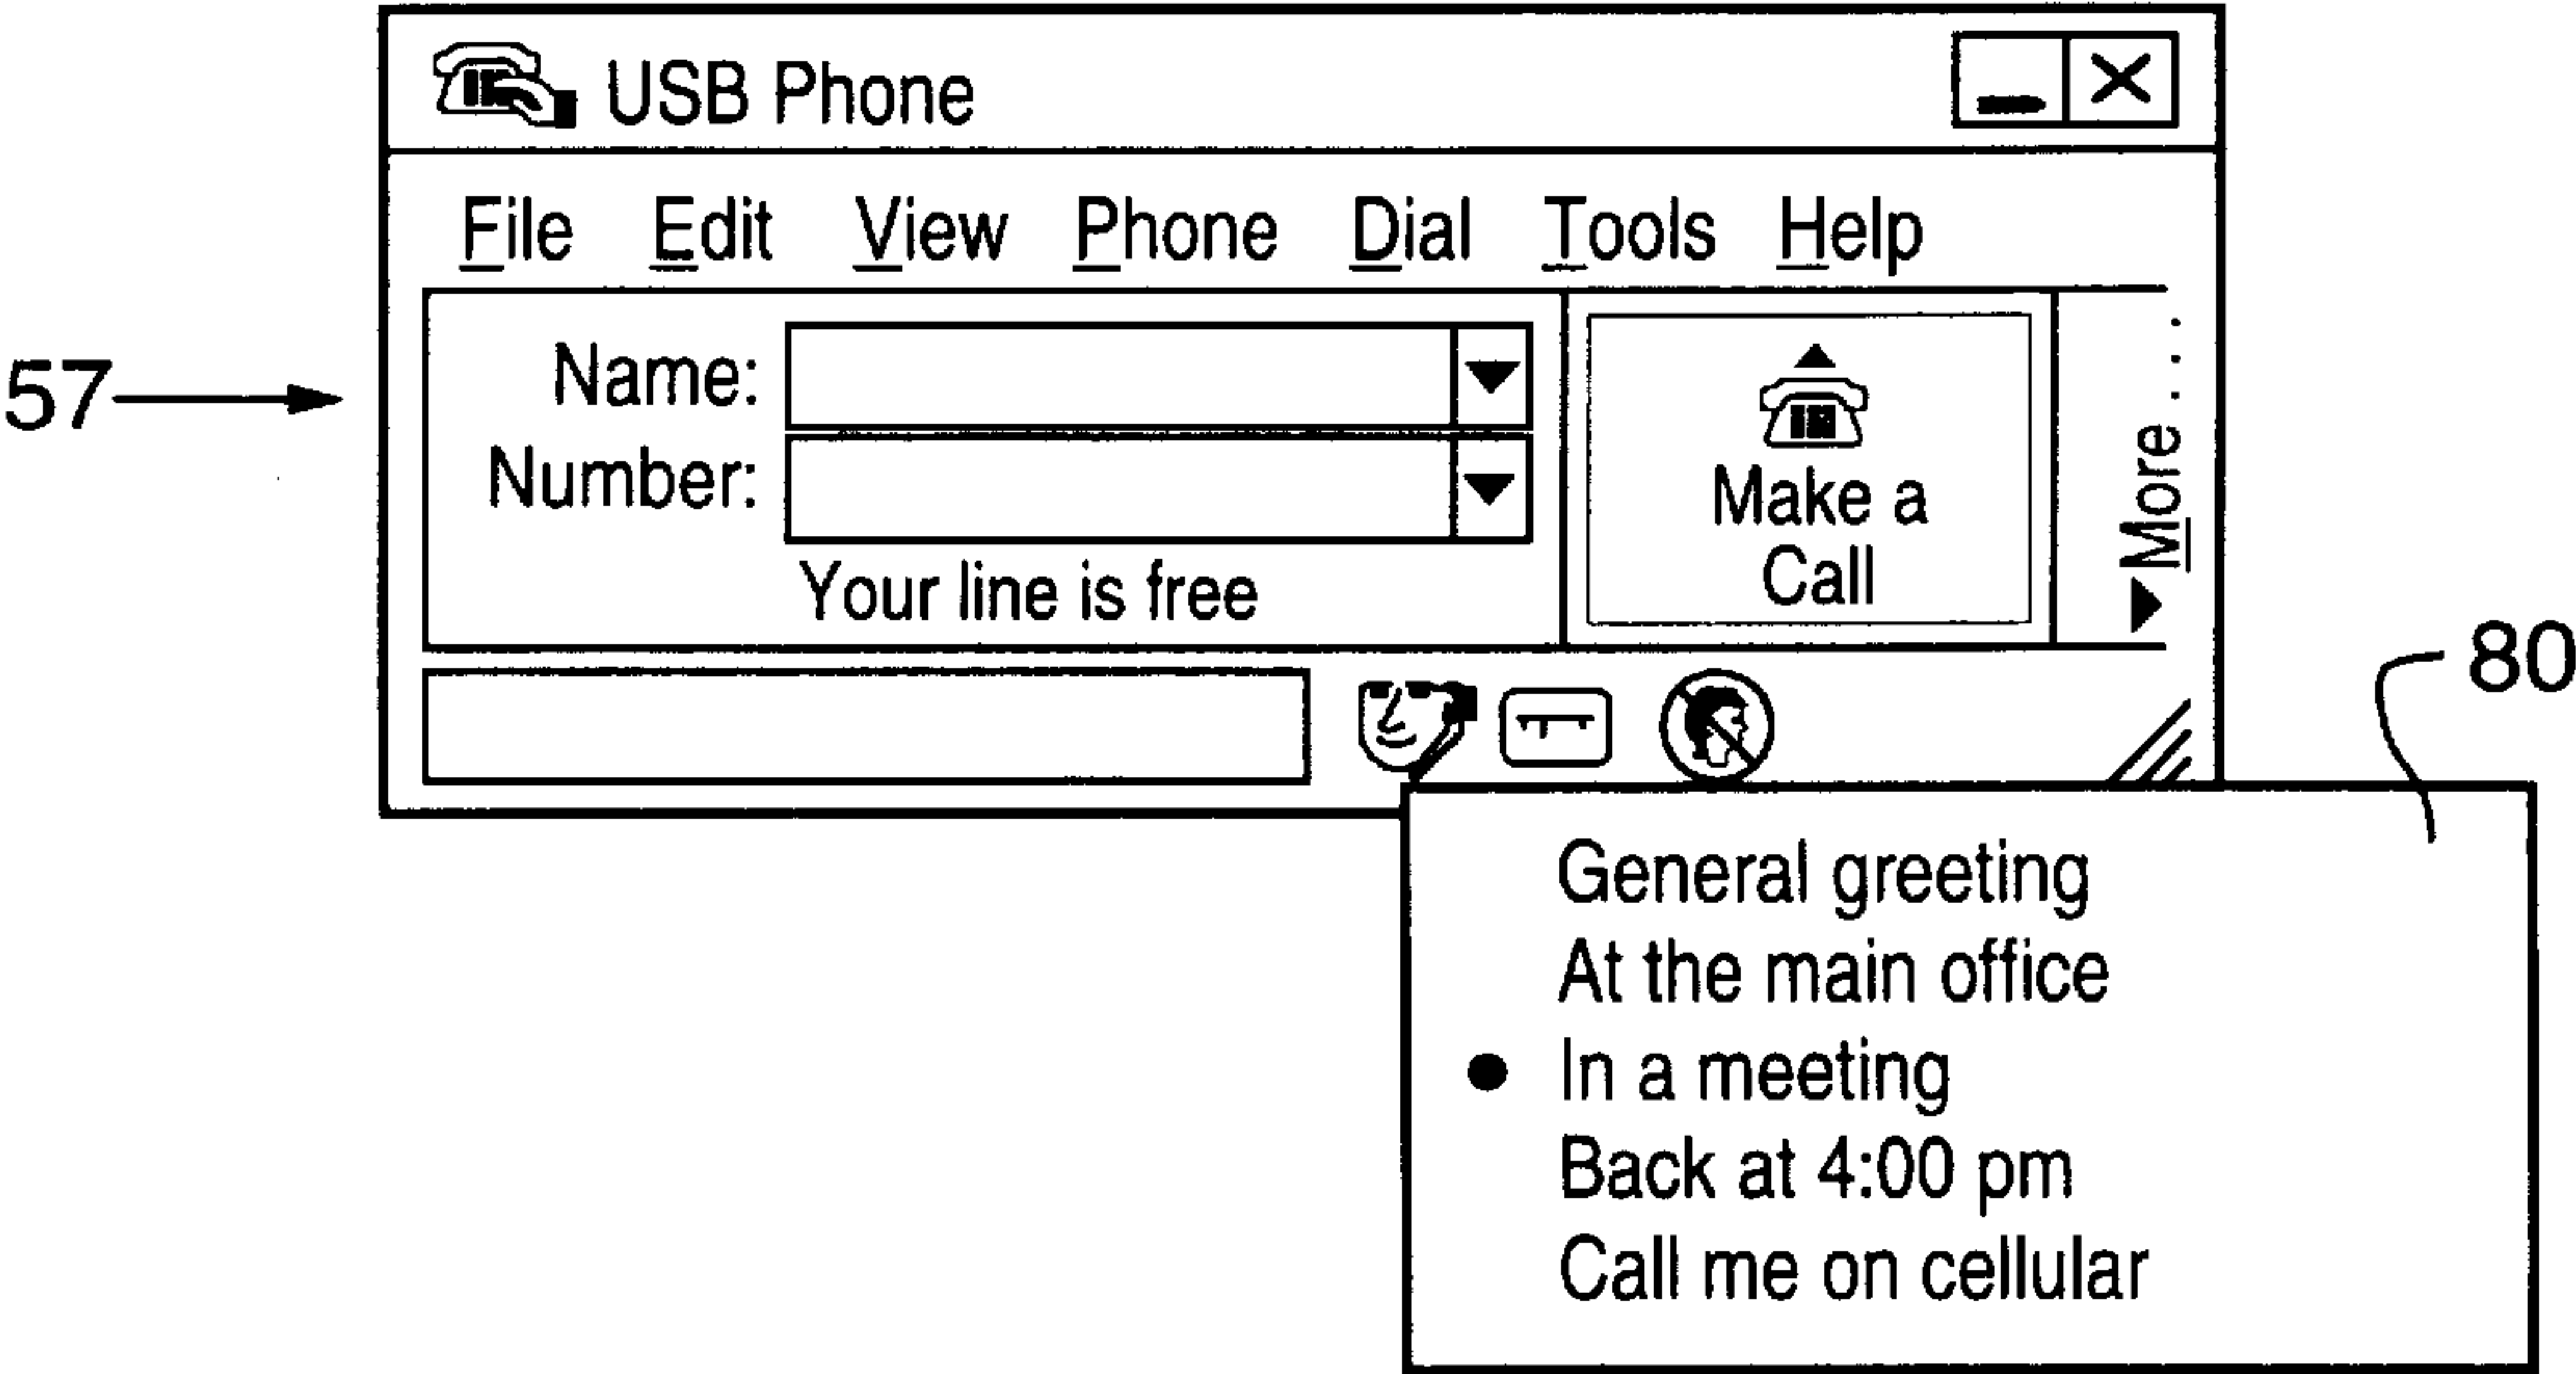 USB Phone
File Edit View Phone Dial Tools Help
57
Name:
Number:
Your line is free
Make a
Call
More . . .
80
General greeting
At the main office
● In a meeting
Back at 4:00 pm
Call me on cellular